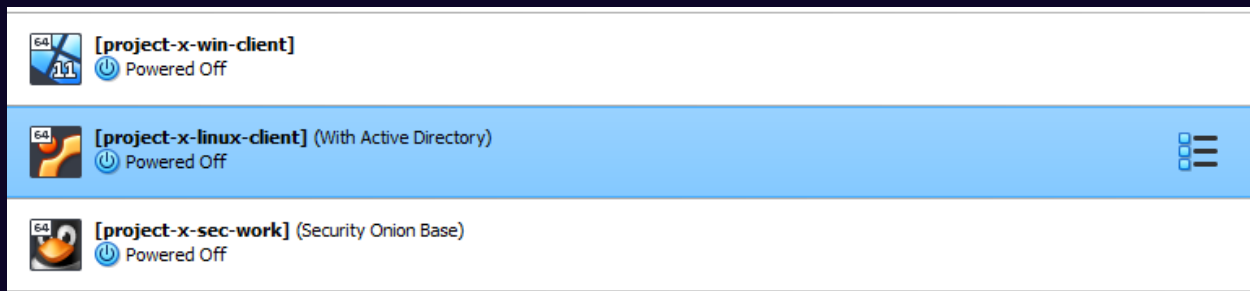 64
11
[project-x-win-client]
Powered Off
64
[project-x-linux-client] (With Active Directory)
Powered Off
64
[project-x-sec-work] (Security Onion Base)
Powered Off